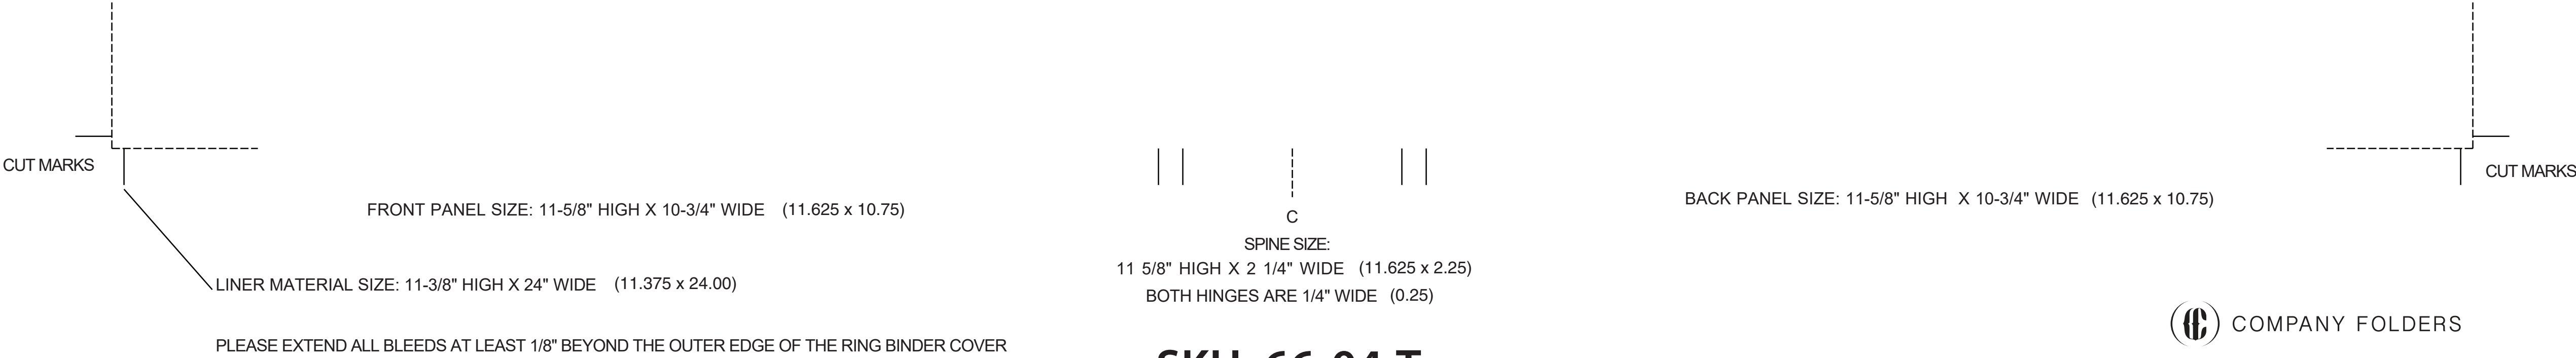 CUT MARKS
CUT MARKS
FRONT PANEL SIZE: 11-5/8" HIGH X 10-3/4" WIDE (11.625 x 10.75)
BACK PANEL SIZE: 11-5/8" HIGH X 10-3/4" WIDE (11.625 x 10.75)
C
SPINE SIZE:
11 5/8" HIGH X 2 1/4" WIDE (11.625 x 2.25)
BOTH HINGES ARE 1/4" WIDE (0.25)
LINER MATERIAL SIZE: 11-3/8" HIGH X 24" WIDE (11.375 x 24.00)
PLEASE EXTEND ALL BLEEDS AT LEAST 1/8" BEYOND THE OUTER EDGE OF THE RING BINDER COVER
COMPANY FOLDERS